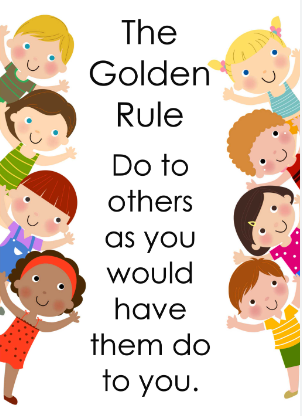 The
Golden
Rule
Do to
others
as you
would
have
them do
to you.